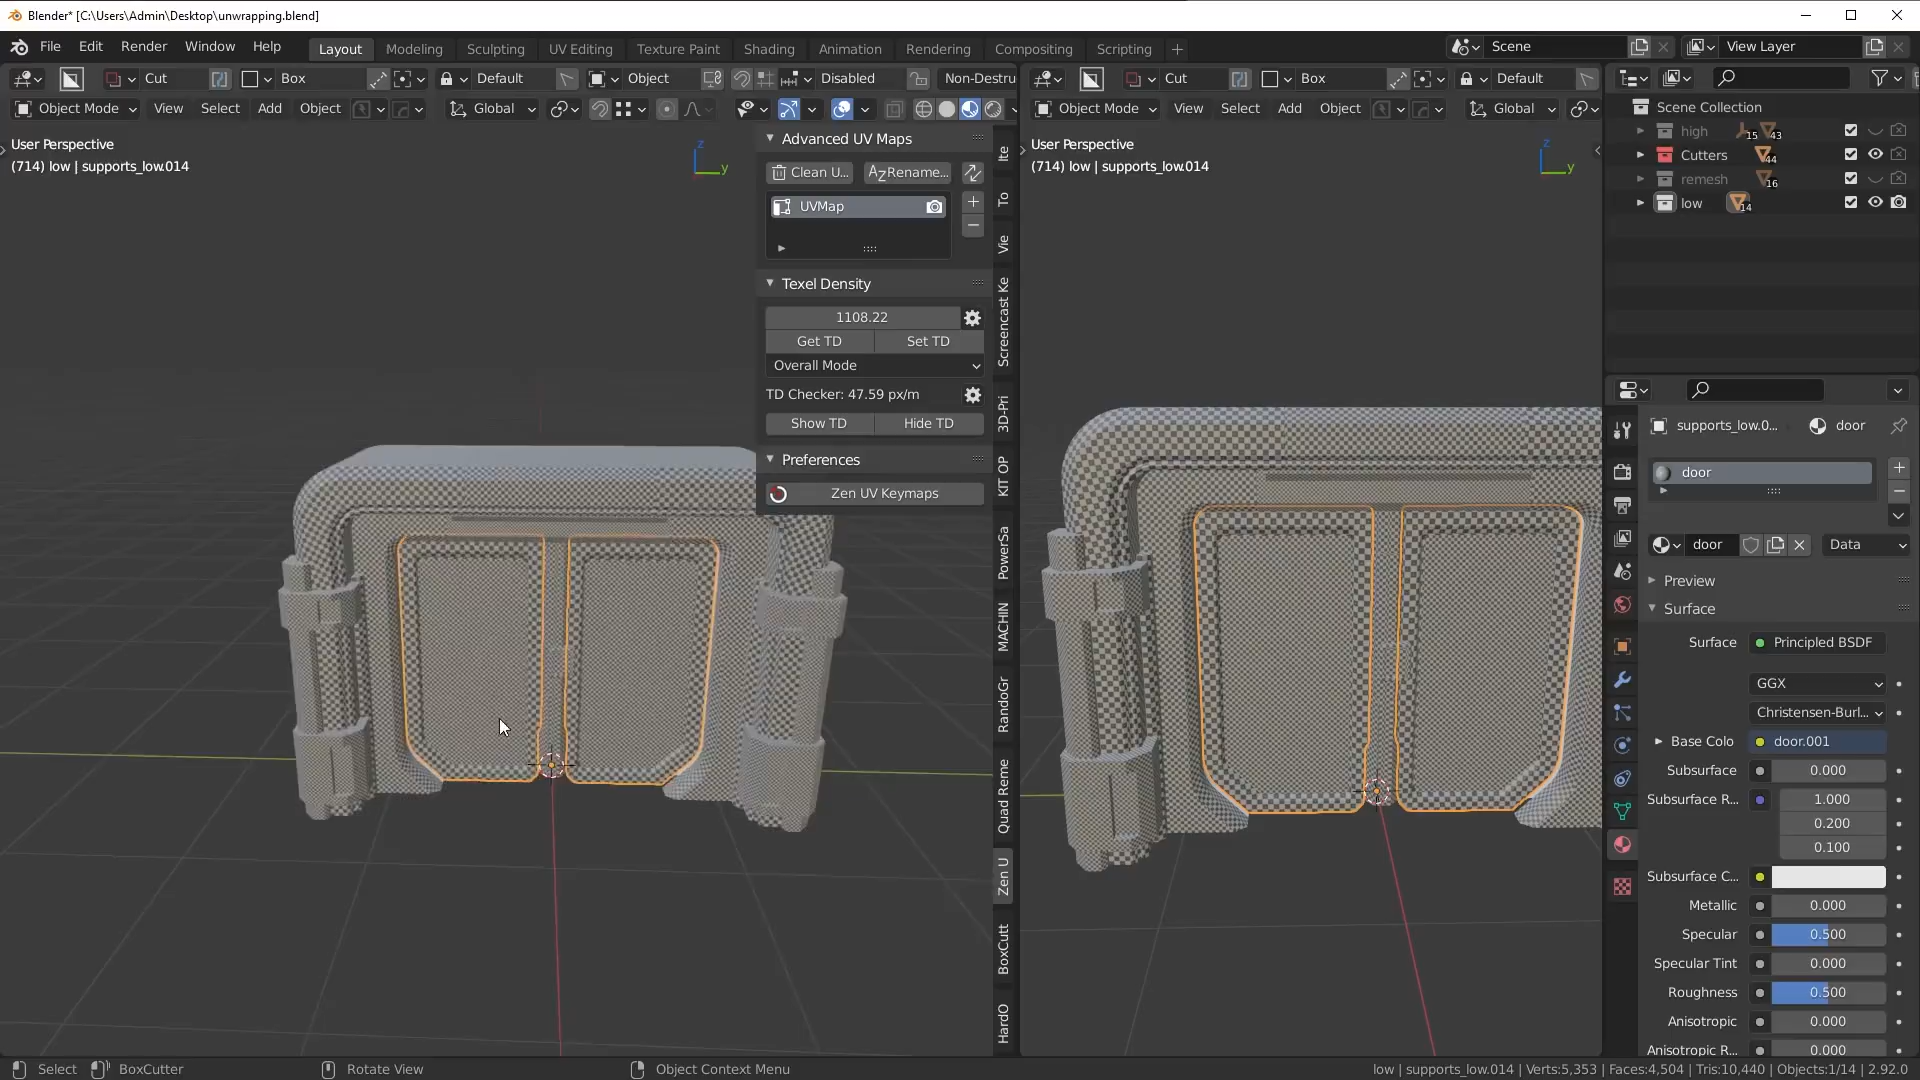 Blender* [C:\Users\Admin\Desktop\unwrapping.blend]
File Edit Render Window Help Layout Modeling Sculpting UV Editing Texture Paint Shading Animation Rendering Compositing Scripting + Scene View Layer
Cut Box Default Object Disabled Non-Destru
Cut Box Default
Object Mode View Select Add Object Global
Object Mode View Select Add Object Global
User Perspective
(714) low | supports_low.014
Z
y
Advanced UV Maps
Clean U... AZRename...
UVMap
Texel Density
1108.22
Get TD Set TD
Overall Mode
TD Checker: 47.59 px/m
Show TD Hide TD
Preferences
Zen UV Keymaps
Ite
To
Vie
Screencast Ke
3D-Pri
KIT OP
PowerSa
MACHIN
RandoGr
Quad Reme
Zen U
BoxCutt
HardO
User Perspective
(714) low | supports_low.014
Z
y
Scene Collection
high 15 43
Cutters 44
remesh 16
low 14
supports_low.0... door
door
door Data
Preview
Surface
Surface Principled BSDF
GGX
Christensen-Burl...
Base Colo door.001
Subsurface 0.000
Subsurface R... 1.000
0.200
0.100
Subsurface C...
Metallic 0.000
Specular 0.500
Specular Tint 0.000
Roughness 0.500
Anisotropic 0.000
Anisotropic R... 0.000
Select BoxCutter Rotate View Object Context Menu low | supports_low.014 | Verts:5,353 | Faces:4,504 | Tris:10,440 | Objects:1/14 | 2.92.0